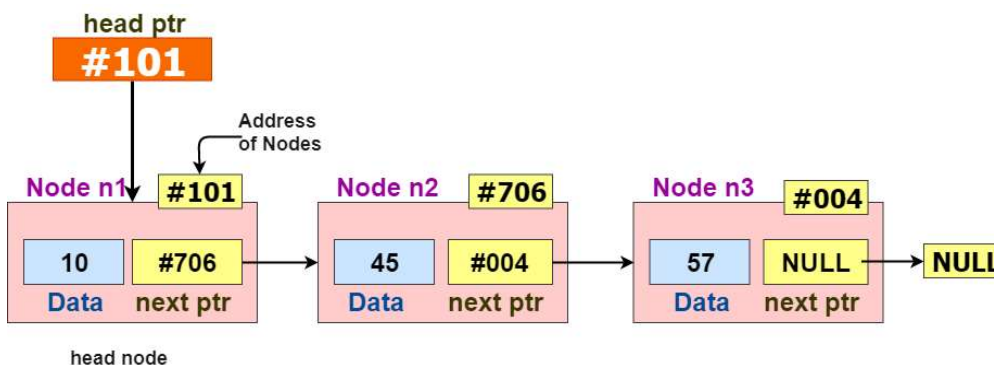 head ptr
#101
Address
of Nodes
Node n1
#101
Node n2
#706
Node n3
#004
10
#706
45
#004
57
NULL
NULL
Data
next ptr
Data
next ptr
Data
next ptr
head node